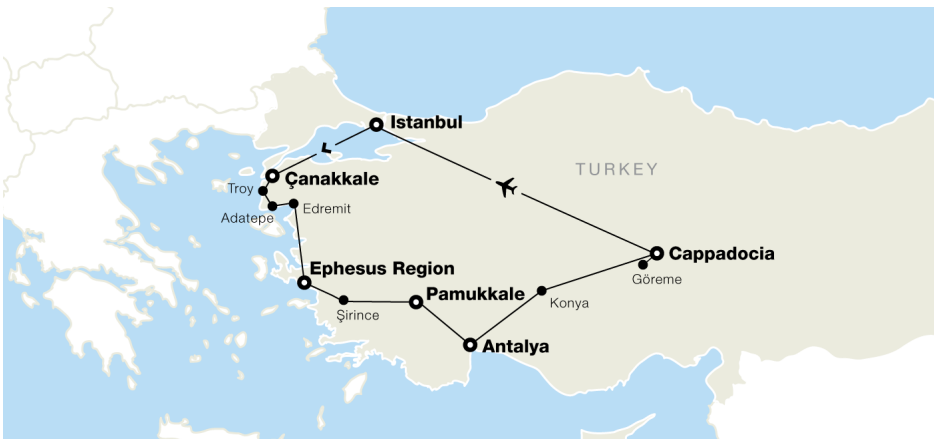 Istanbul
TURKEY
Çanakkale
Troy
Adatepe
Edremit
Cappadocia
Ephesus Region
Göreme
Pamukkale
Konya
Şirince
Antalya